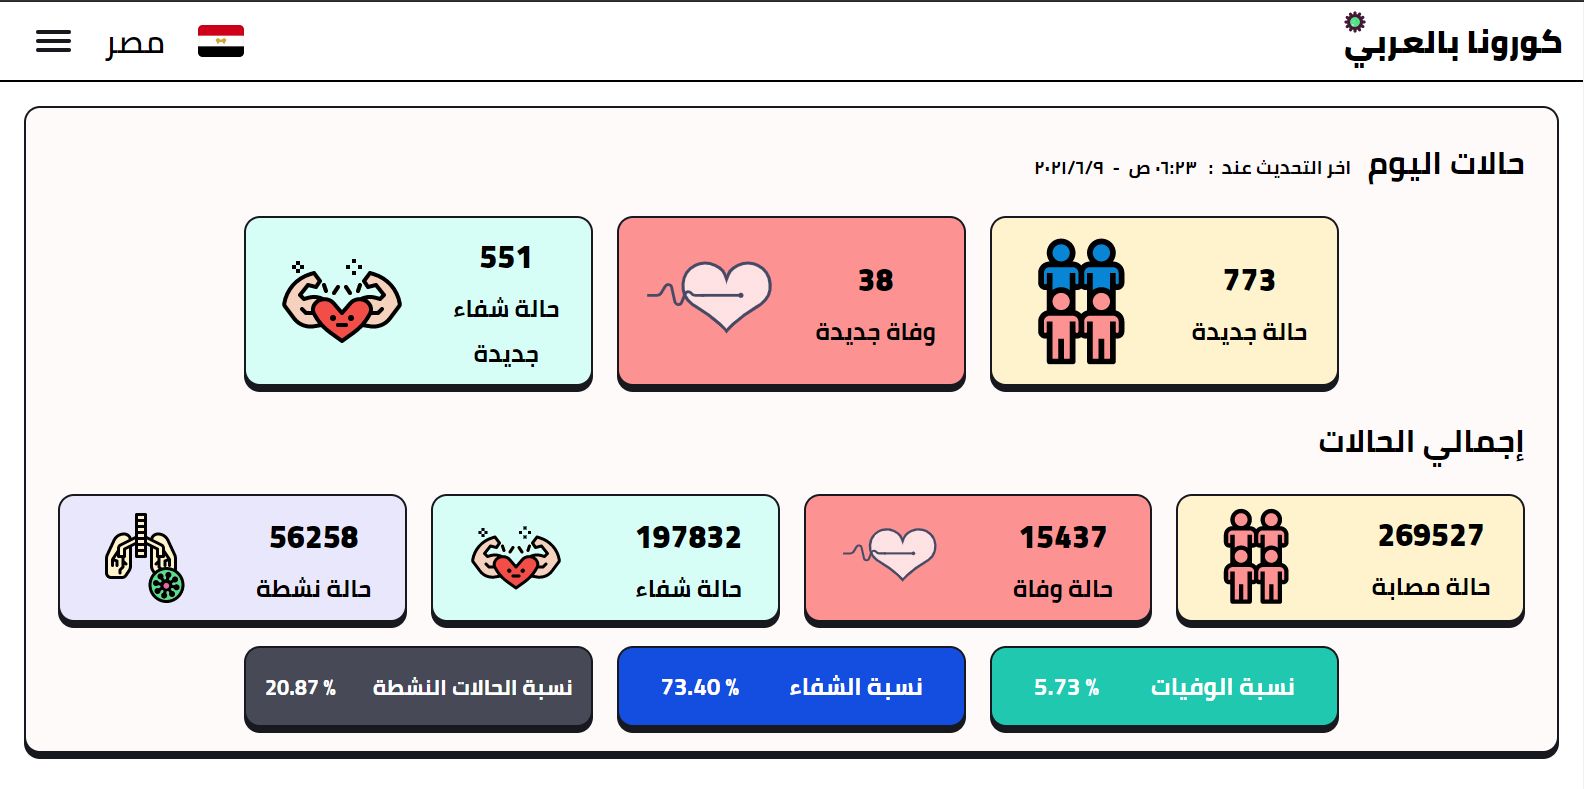 كورونا بالعربي
مصر
حالات اليوم
اخر التحديث عند : ٠٦:٢٣ ص - ٢٠٢١/٦/٩
773
حالة جديدة
38
وفاة جديدة
551
حالة شفاء
جديدة
إجمالي الحالات
269527
حالة مصابة
15437
حالة وفاة
197832
حالة شفاء
56258
حالة نشطة
نسبة الوفيات 5.73 %
نسبة الشفاء 73.40 %
نسبة الحالات النشطة 20.87 %